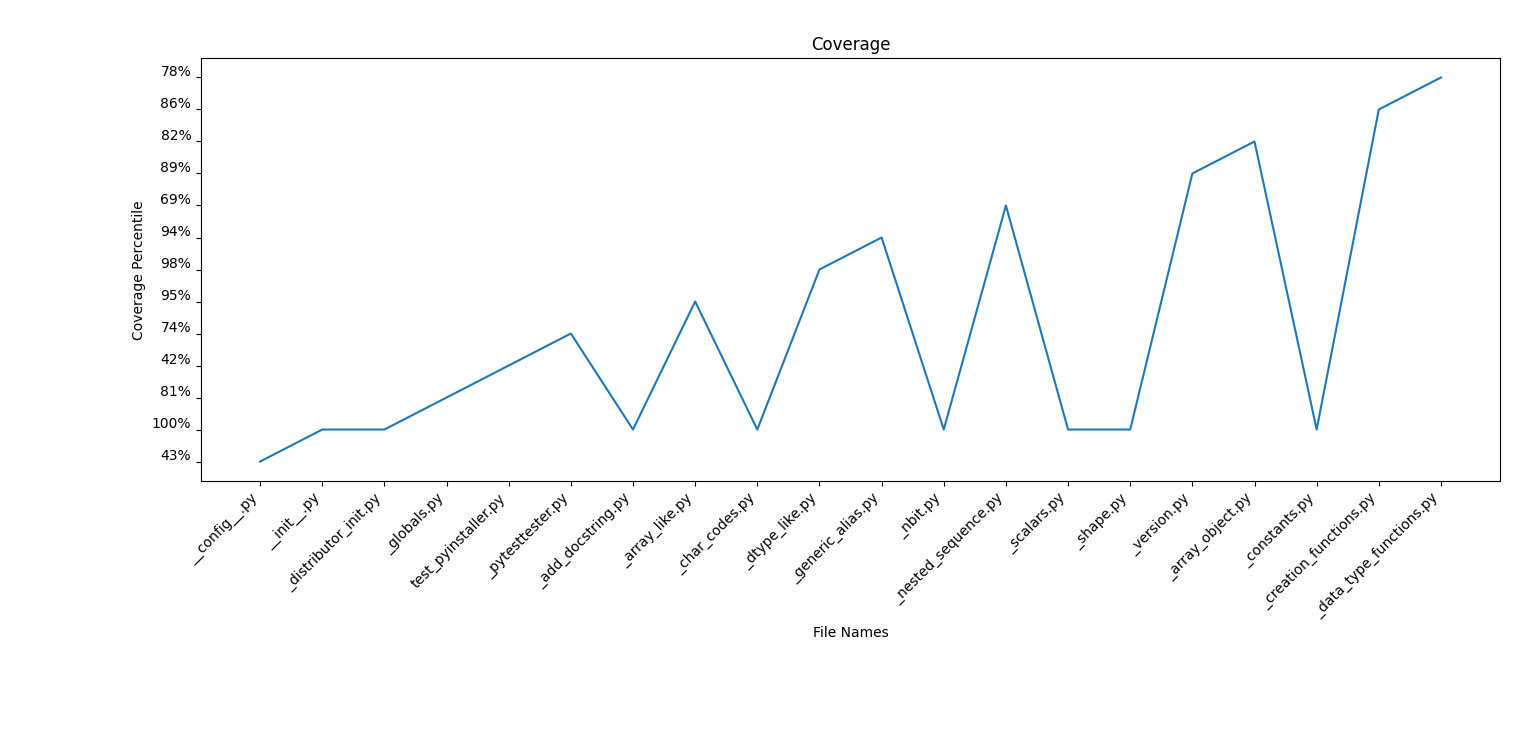 Coverage
78%
86%
82%
89%
69%
94%
98%
95%
74%
42%
81%
100%
43%
Coverage Percentile
__config__.py
__init__.py
_distributor_init.py
_globals.py
test_pyinstaller.py
_pytesttester.py
_add_docstring.py
_array_like.py
_char_codes.py
_dtype_like.py
_generic_alias.py
_nbit.py
_nested_sequence.py
_scalars.py
_shape.py
_version.py
_array_object.py
_constants.py
_creation_functions.py
_data_type_functions.py
File Names